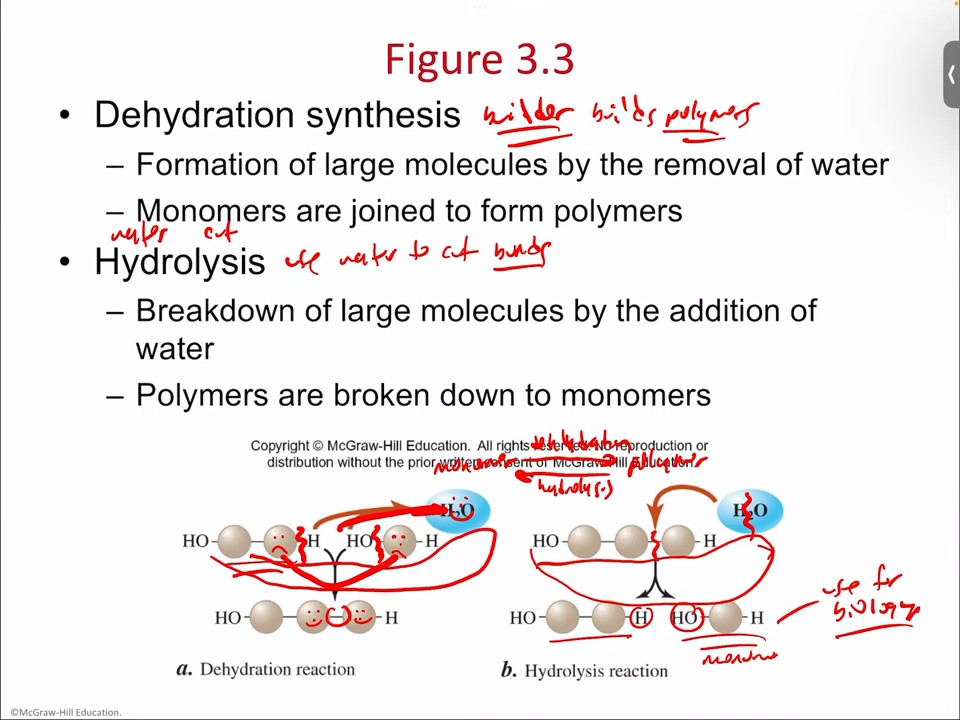 Figure 3.3
• Dehydration synthesis builder builds polymers
– Formation of large molecules by the removal of water
– Monomers are joined to form polymers
water cut
• Hydrolysis use water to cut bonds
– Breakdown of large molecules by the addition of
water
– Polymers are broken down to monomers
Copyright © McGraw-Hill Education. All rights reserved. No reproduction or
distribution without the prior written consent of McGraw-Hill Education.
dehydration
monomer polymer
hydrolysis
H₂O
HO H HO H
HO H
a. Dehydration reaction
H₂O
HO H
HO H HO H
use for
biology
b. Hydrolysis reaction
©McGraw-Hill Education.